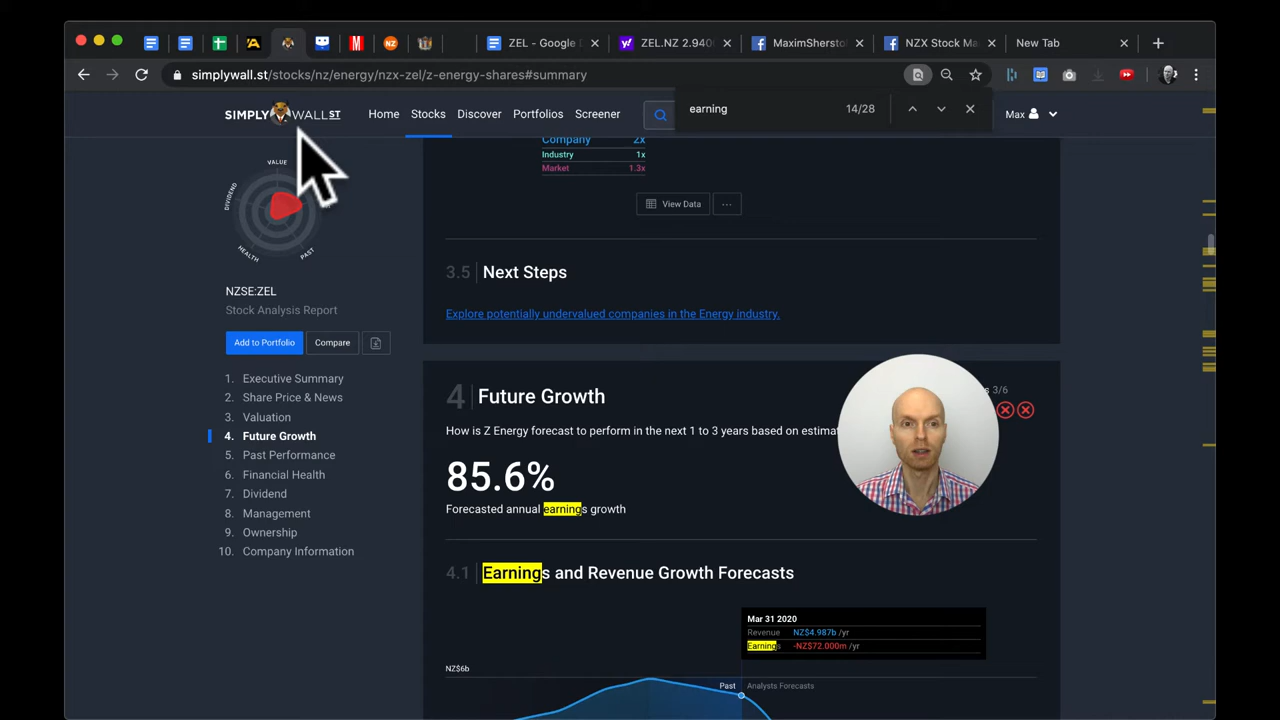 ZEL - Google D
ZEL.NZ 2.940
MaximSherstob
NZX Stock Ma
New Tab
simplywall.st/stocks/nz/energy/nzx-zel/z-energy-shares#summary
earning
14/28
SIMPLY WALL ST
Home
Stocks
Discover
Portfolios
Screener
Max
VALUE
DIVIDEND
HEALTH
PAST
Company 2x
Industry 1x
Market 1.3x
View Data
NZSE:ZEL
Stock Analysis Report
Add to Portfolio
Compare
1. Executive Summary
2. Share Price & News
3. Valuation
4. Future Growth
5. Past Performance
6. Financial Health
7. Dividend
8. Management
9. Ownership
10. Company Information
3.5 Next Steps
Explore potentially undervalued companies in the Energy industry.
4 Future Growth
3/6
How is Z Energy forecast to perform in the next 1 to 3 years based on
85.6%
Forecasted annual earnings growth
4.1 Earnings and Revenue Growth Forecasts
Mar 31 2020
Revenue NZ$4.987b /yr
Earnings -NZ$72.000m /yr
NZ$6b
Past
Analysts Forecasts